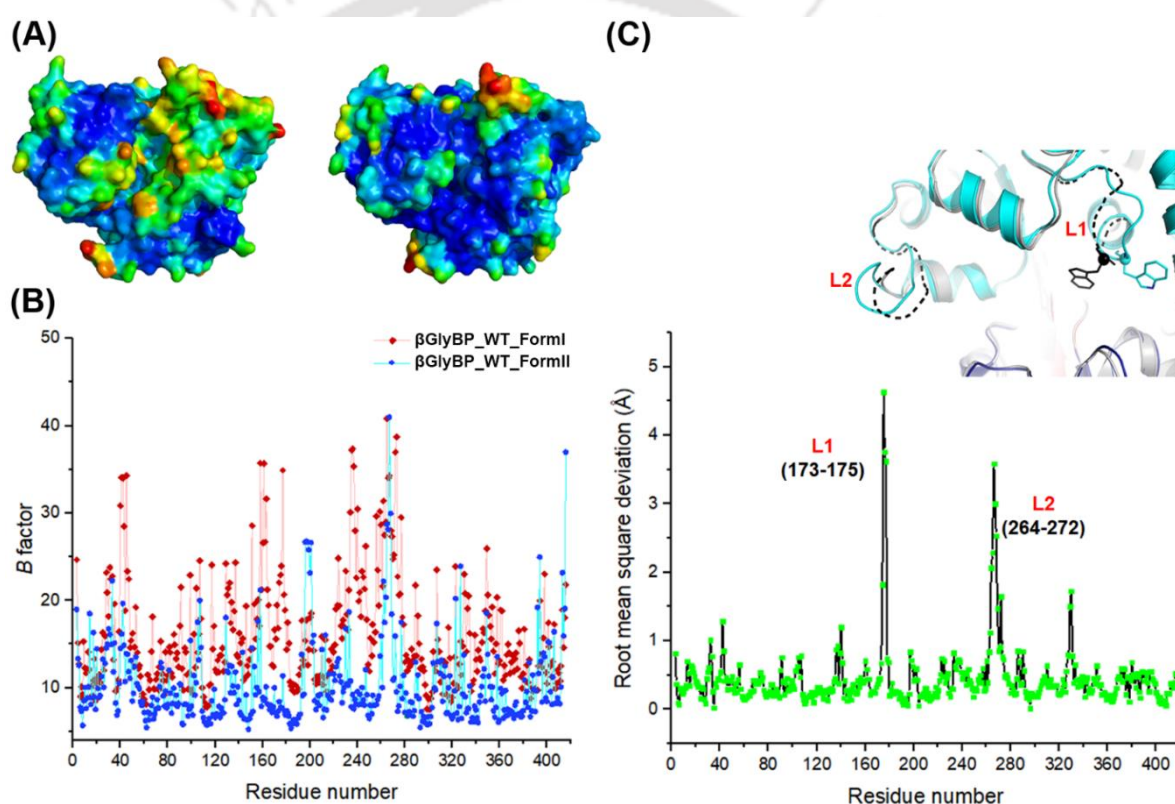 (A)
(C)
L1
L2
(B)
50
40
30
20
10
B factor
βGlyBP_WT_FormI
βGlyBP_WT_FormII
0 40 80 120 160 200 240 280 320 360 400
Residue number
5
4
3
2
1
0
Root mean square deviation (Å)
L1
(173-175)
L2
(264-272)
0 40 80 120 160 200 240 280 320 360 400
Residue number